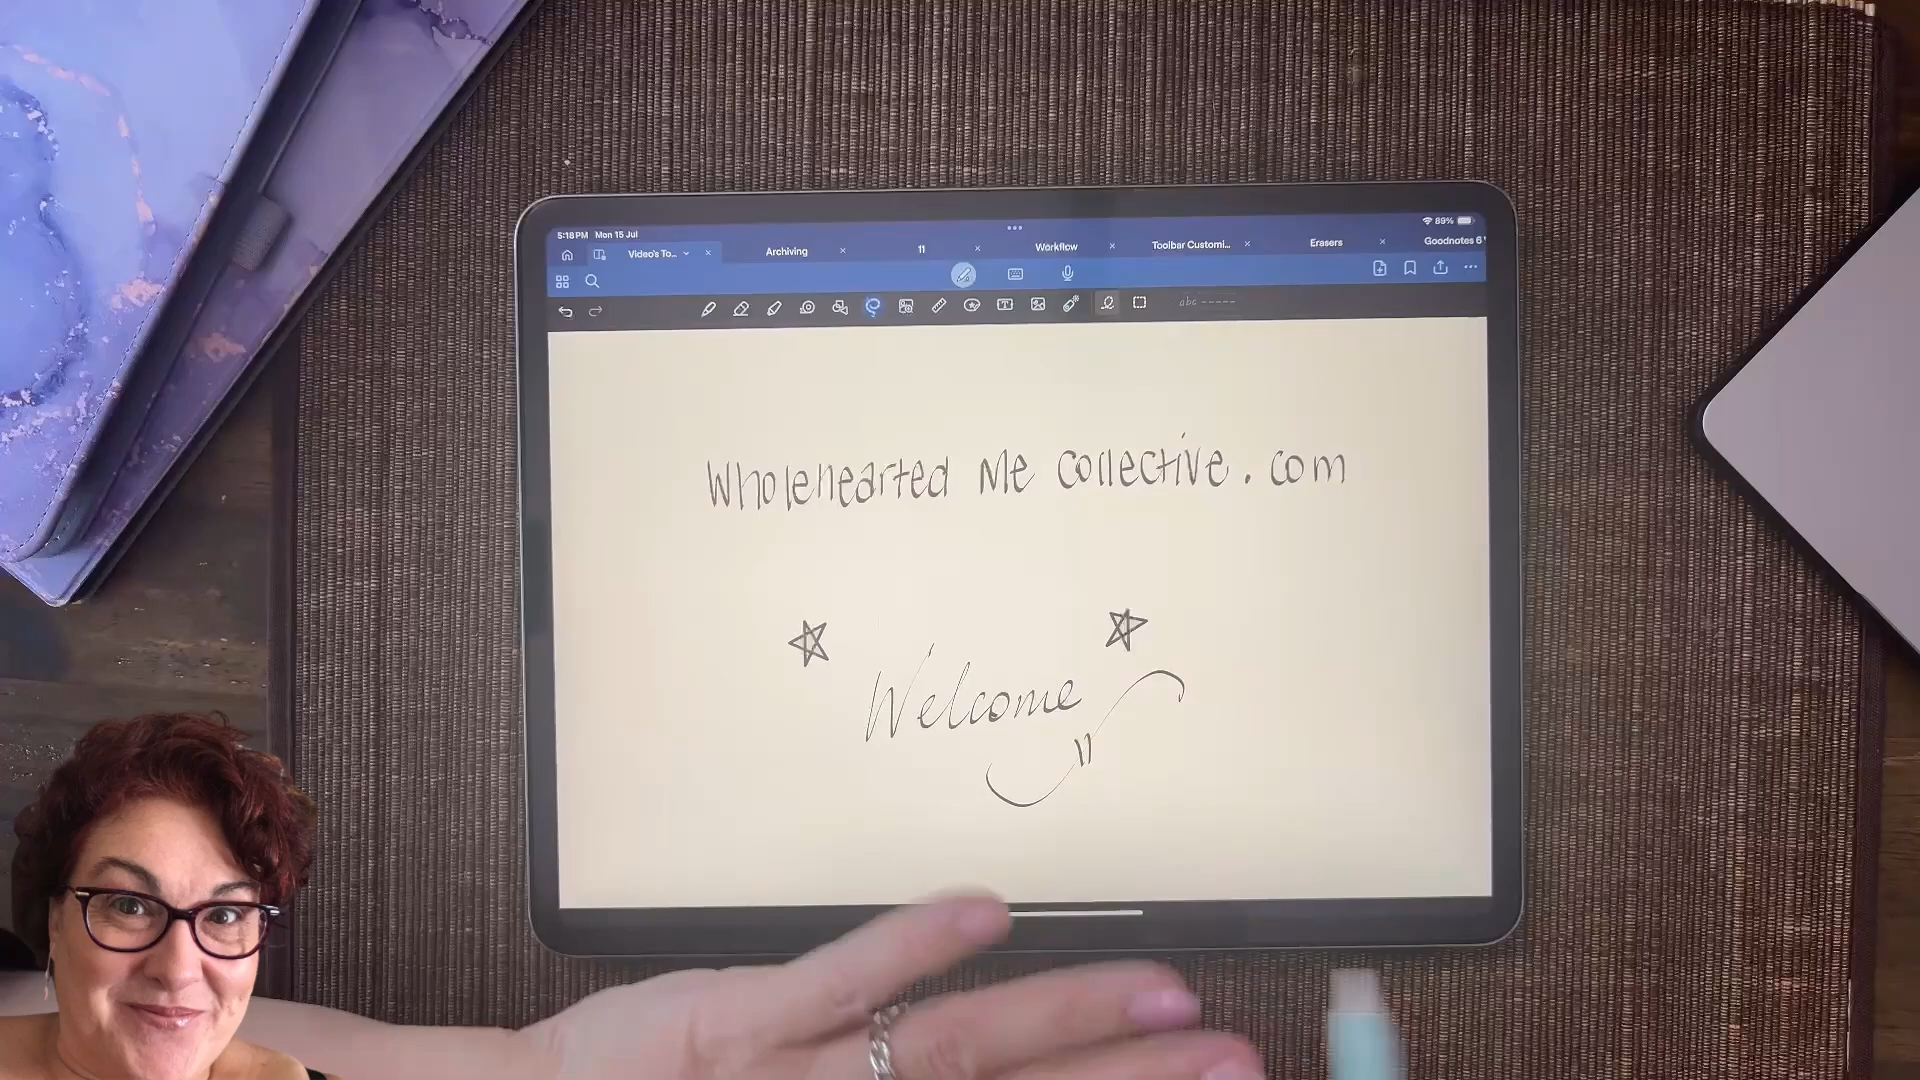 5:18 PM Mon 15 Jul
89%
Video's To...
Archiving
11
Workflow
Toolbar Customi...
Erasers
Goodnotes 6
abc
Wholehearted Me Collective.com
Welcome